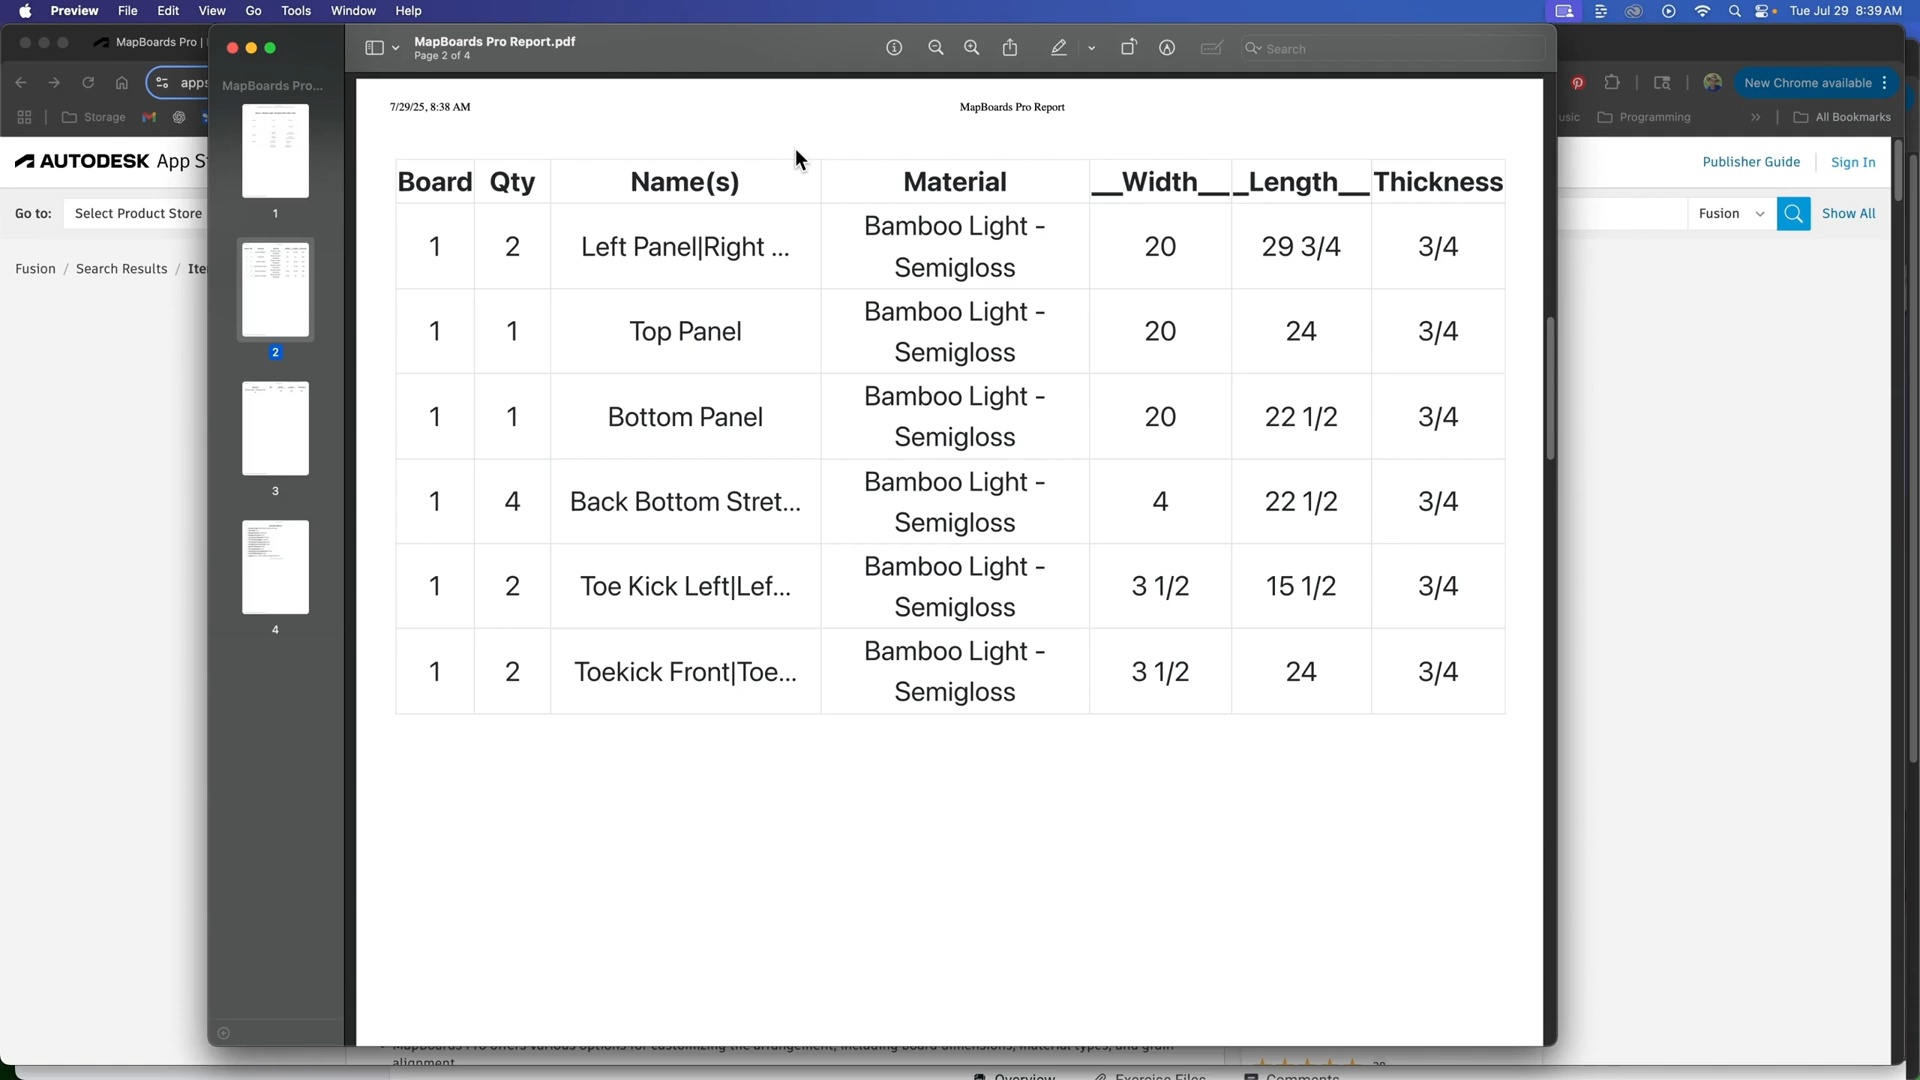 Preview File Edit View Go Tools Window Help
Tue Jul 29 8:39 AM
MapBoards Pro |
MapBoards Pro Report.pdf
Page 2 of 4
Search
apps
New Chrome available
Storage
Programming
All Bookmarks
MapBoards Pro...
1
2
3
4
AUTODESK App S
Publisher Guide
Sign In
Go to:
Select Product Store
Fusion
Show All
Fusion / Search Results /
7/29/25, 8:38 AM
MapBoards Pro Report
Board Qty Name(s) Material __Width__ _Length__ Thickness
1 2 Left Panel|Right ... Bamboo Light - Semigloss 20 29 3/4 3/4
1 1 Top Panel Bamboo Light - Semigloss 20 24 3/4
1 1 Bottom Panel Bamboo Light - Semigloss 20 22 1/2 3/4
1 4 Back Bottom Stret... Bamboo Light - Semigloss 4 22 1/2 3/4
1 2 Toe Kick Left|Lef... Bamboo Light - Semigloss 3 1/2 15 1/2 3/4
1 2 Toekick Front|Toe... Bamboo Light - Semigloss 3 1/2 24 3/4
alignment